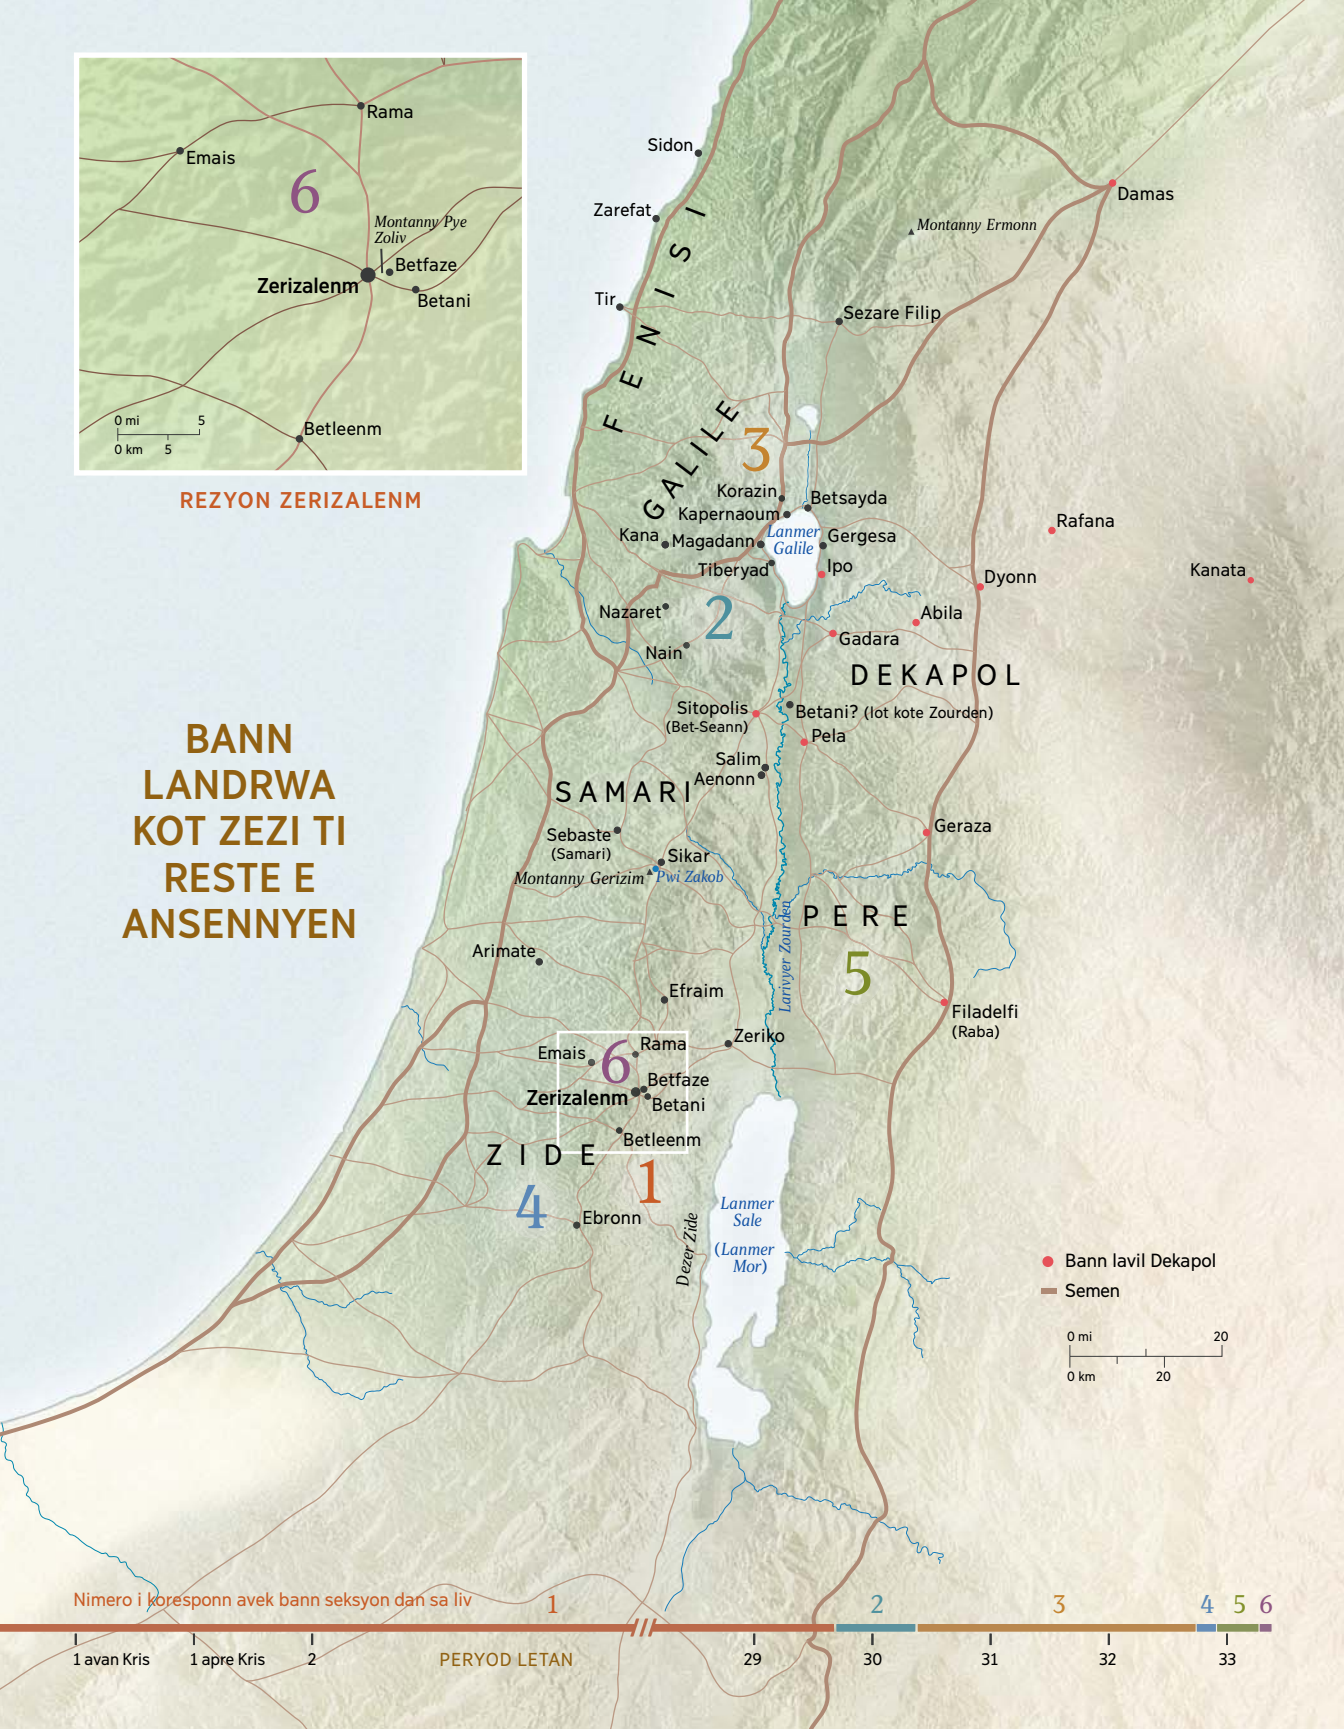 Rama
Emais
6
Montanny Pye
Zoliv
Betfaze
Zerizalenm
Betani
0 mi 5
0 km 5
Betleenm
REZYON ZERIZALENM
BANN
LANDRWA
KOT ZEZI TI
RESTE E
ANSENNYEN
Sidon
Damas
Zarefat
Montanny Ermonn
FENISI
Tir
Sezare Filip
GALILE
3
Korazin
Betsayda
Kapernaoum
Rafana
Kana
Magadann
Lanmer
Galile
Gergesa
Tiberyad
Ipo
Kanata
Dyonn
Nazaret
2
Abila
Gadara
Nain
DEKAPOL
Sitopolis
(Bet-Seann)
Betani? (lot kote Zourden)
Pela
Salim
Aenonn
SAMARI
Sebaste
(Samari)
Geraza
Sikar
Montanny Gerizim
Pwi Zakob
PERE
Larivyer Zourden
5
Arimate
Efraim
Filadelfi
(Raba)
Zeriko
Emais
6
Rama
Betfaze
Zerizalenm
Betani
Betleenm
ZIDE
1
4
Ebronn
Dezer Zide
Lanmer
Sale
(Lanmer
Mor)
Bann lavil Dekapol
Semen
0 mi 20
0 km 20
Nimero i koresponn avek bann seksyon dan sa liv
1 2 3 4 5 6
1 avan Kris 1 apre Kris 2 PERYOD LETAN 29 30 31 32 33